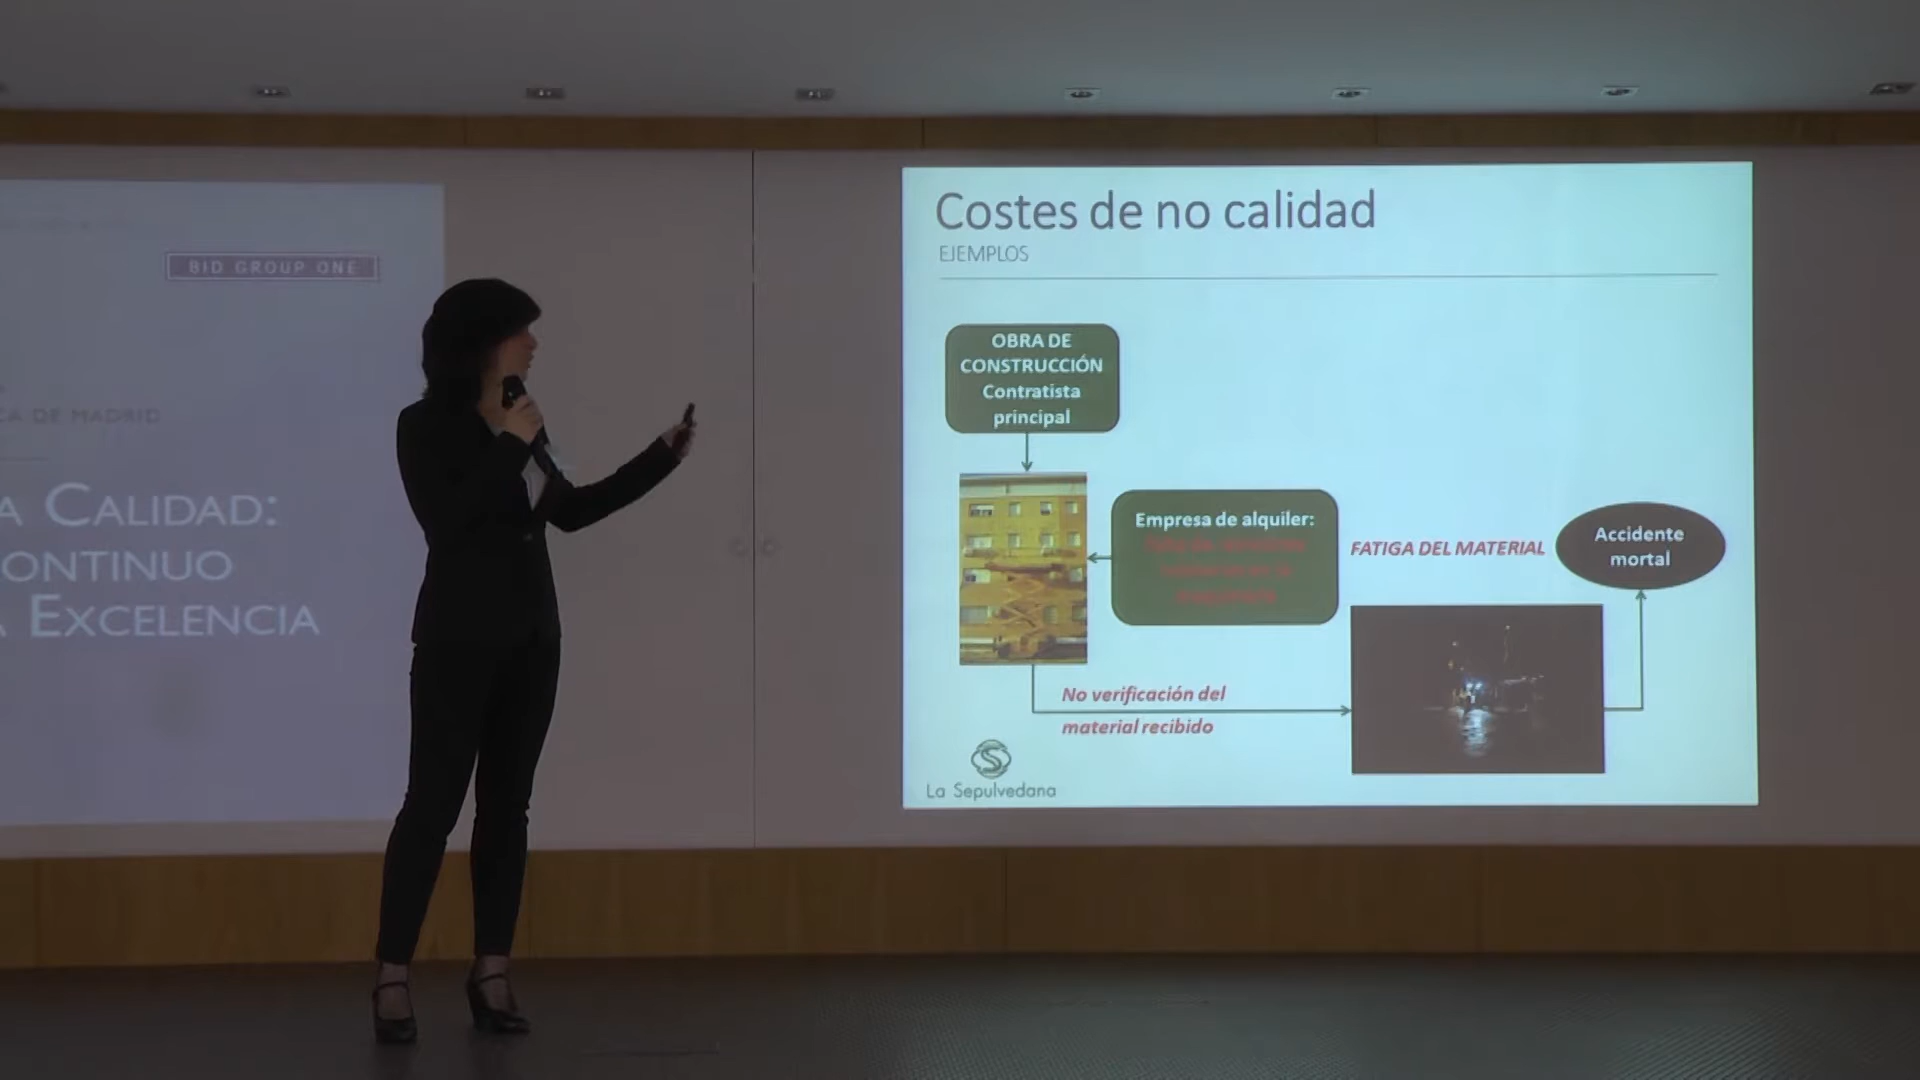 BID GROUP ONE
CA DE MADRID
A CALIDAD:
ONTINUO
A EXCELENCIA
Costes de no calidad
EJEMPLOS
OBRA DE
CONSTRUCCIÓN
Contratista
principal
Empresa de alquiler:
FATIGA DEL MATERIAL
Accidente
mortal
No verificación del
material recibido
La Sepulvedana